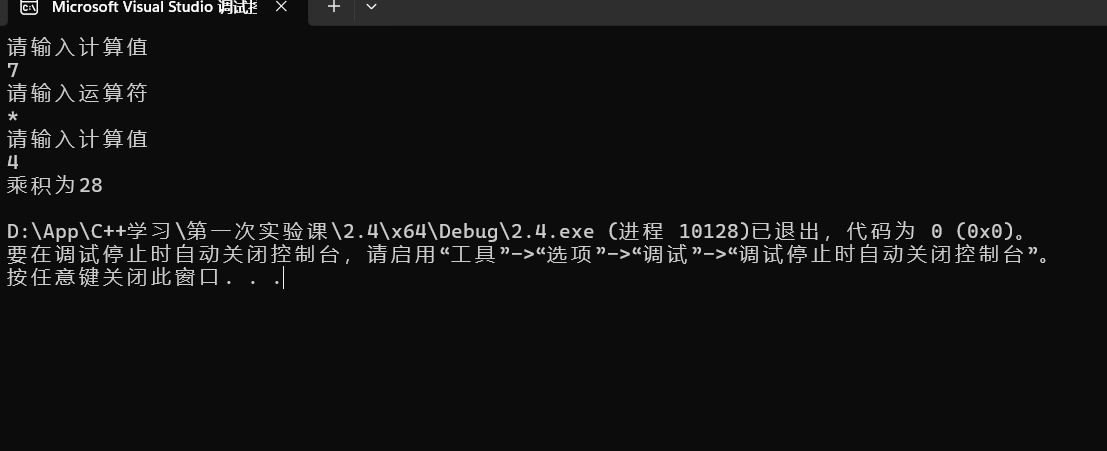 Microsoft Visual Studio 调试
请输入计算值
7
请输入运算符
*
请输入计算值
4
乘积为28
D:\App\C++学习\第一次实验课\2.4\x64\Debug\2.4.exe (进程 10128)已退出，代码为 0 (0x0)。
要在调试停止时自动关闭控制台，请启用“工具”->“选项”->“调试”->“调试停止时自动关闭控制台”。
按任意键关闭此窗口. . .